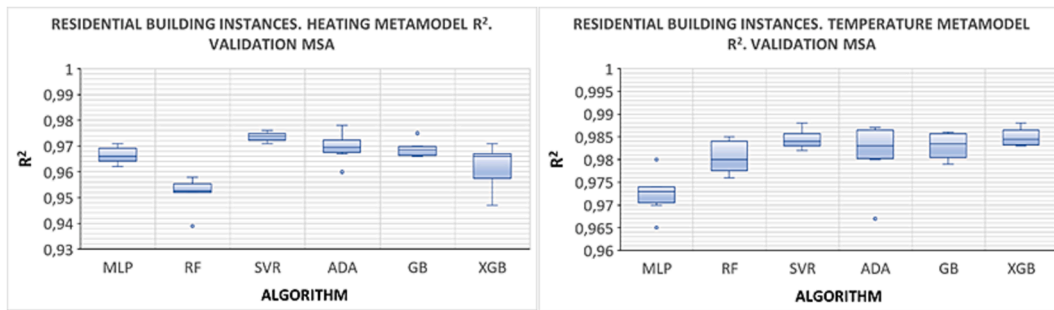 RESIDENTIAL BUILDING INSTANCES. HEATING METAMODEL R².
VALIDATION MSA
1
0,99
0,98
0,97
0,96
0,95
0,94
0,93
R²
MLP RF SVR ADA GB XGB
ALGORITHM
RESIDENTIAL BUILDING INSTANCES. TEMPERATURE METAMODEL
R². VALIDATION MSA
1
0,995
0,99
0,985
0,98
0,975
0,97
0,965
0,96
R²
MLP RF SVR ADA GB XGB
ALGORITHM